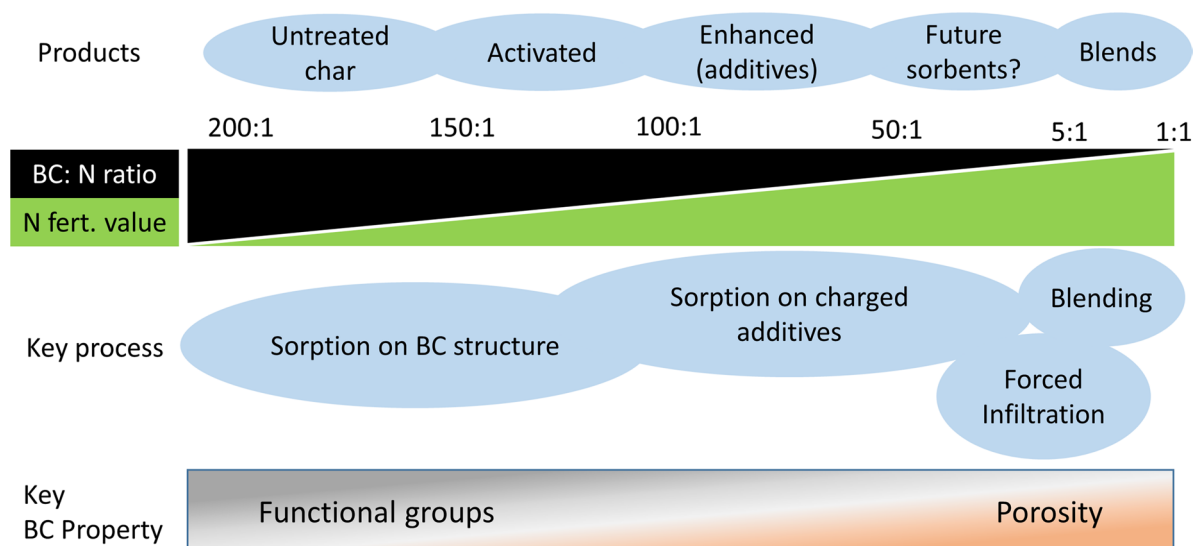 Products
Untreated
char
Activated
Enhanced
(additives)
Future
sorbents?
Blends
200:1
150:1
100:1
50:1
5:1
1:1
BC: N ratio
N fert. value
Key process
Sorption on BC structure
Sorption on charged
additives
Blending
Forced
Infiltration
Key
BC Property
Functional groups
Porosity